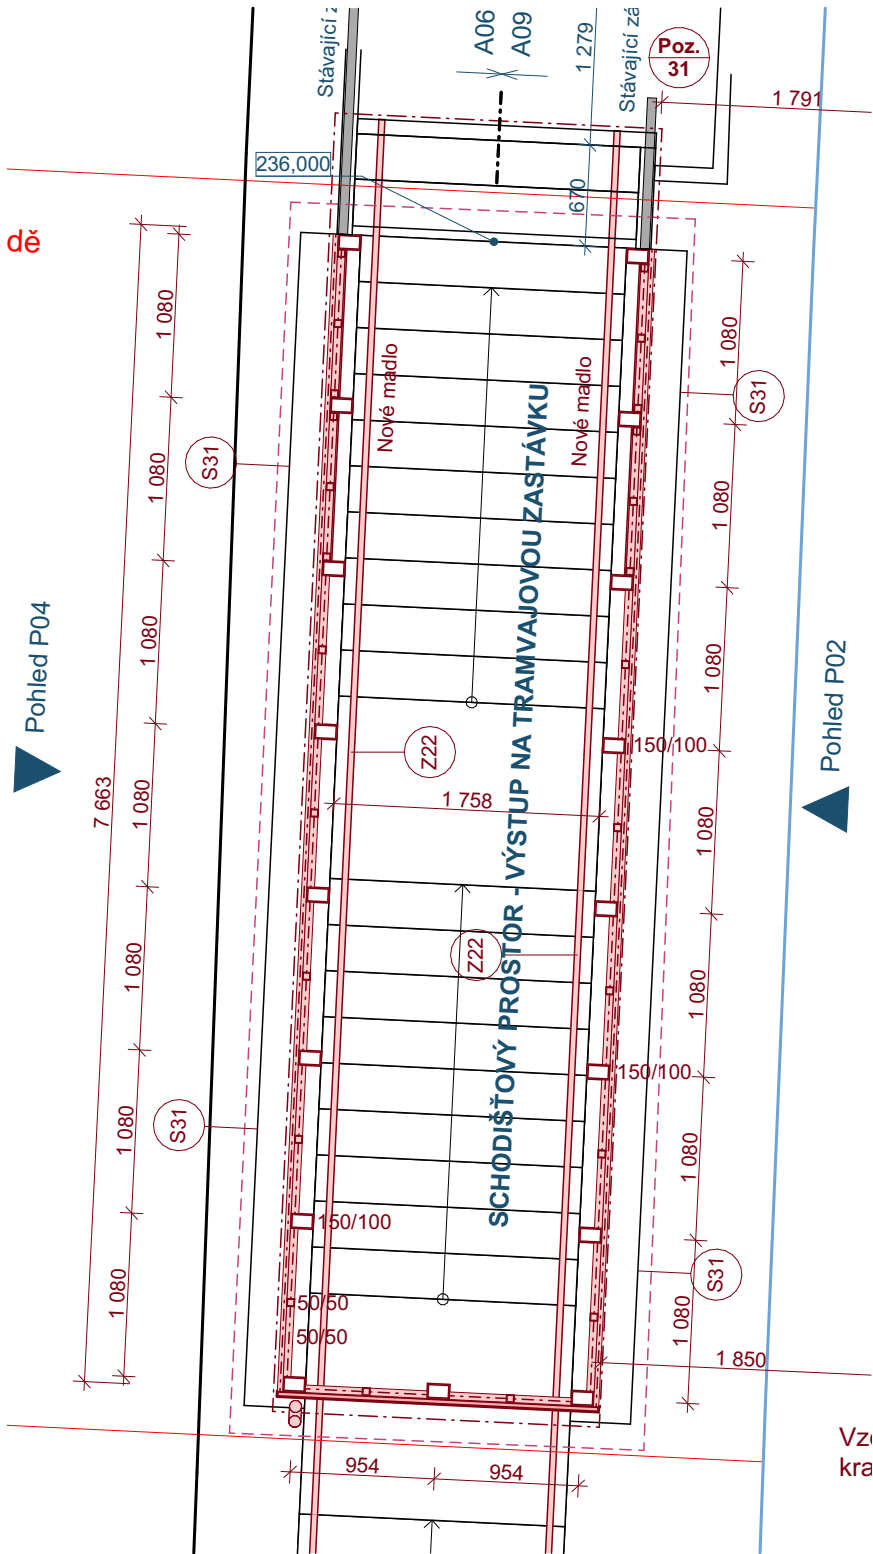 Stávající z
A06
A09
1 279
Stávající zá
Poz.
31
1 791
236,000
670
dě
1 080
1 080
1 080
1 080
1 080
1 080
1 080
7 663
S31
S31
Nové madlo
Nové madlo
S31
1 080
1 080
1 080
1 080
1 080
1 080
1 080
Pohled P04
Pohled P02
Z22
150/100
1 758
SCHODIŠŤOVÝ PROSTOR - VÝSTUP NA TRAMVAJOVOU ZASTÁVKU
Z22
150/100
150/100
S31
50/50
50/50
1 850
954
954
Vz
kra